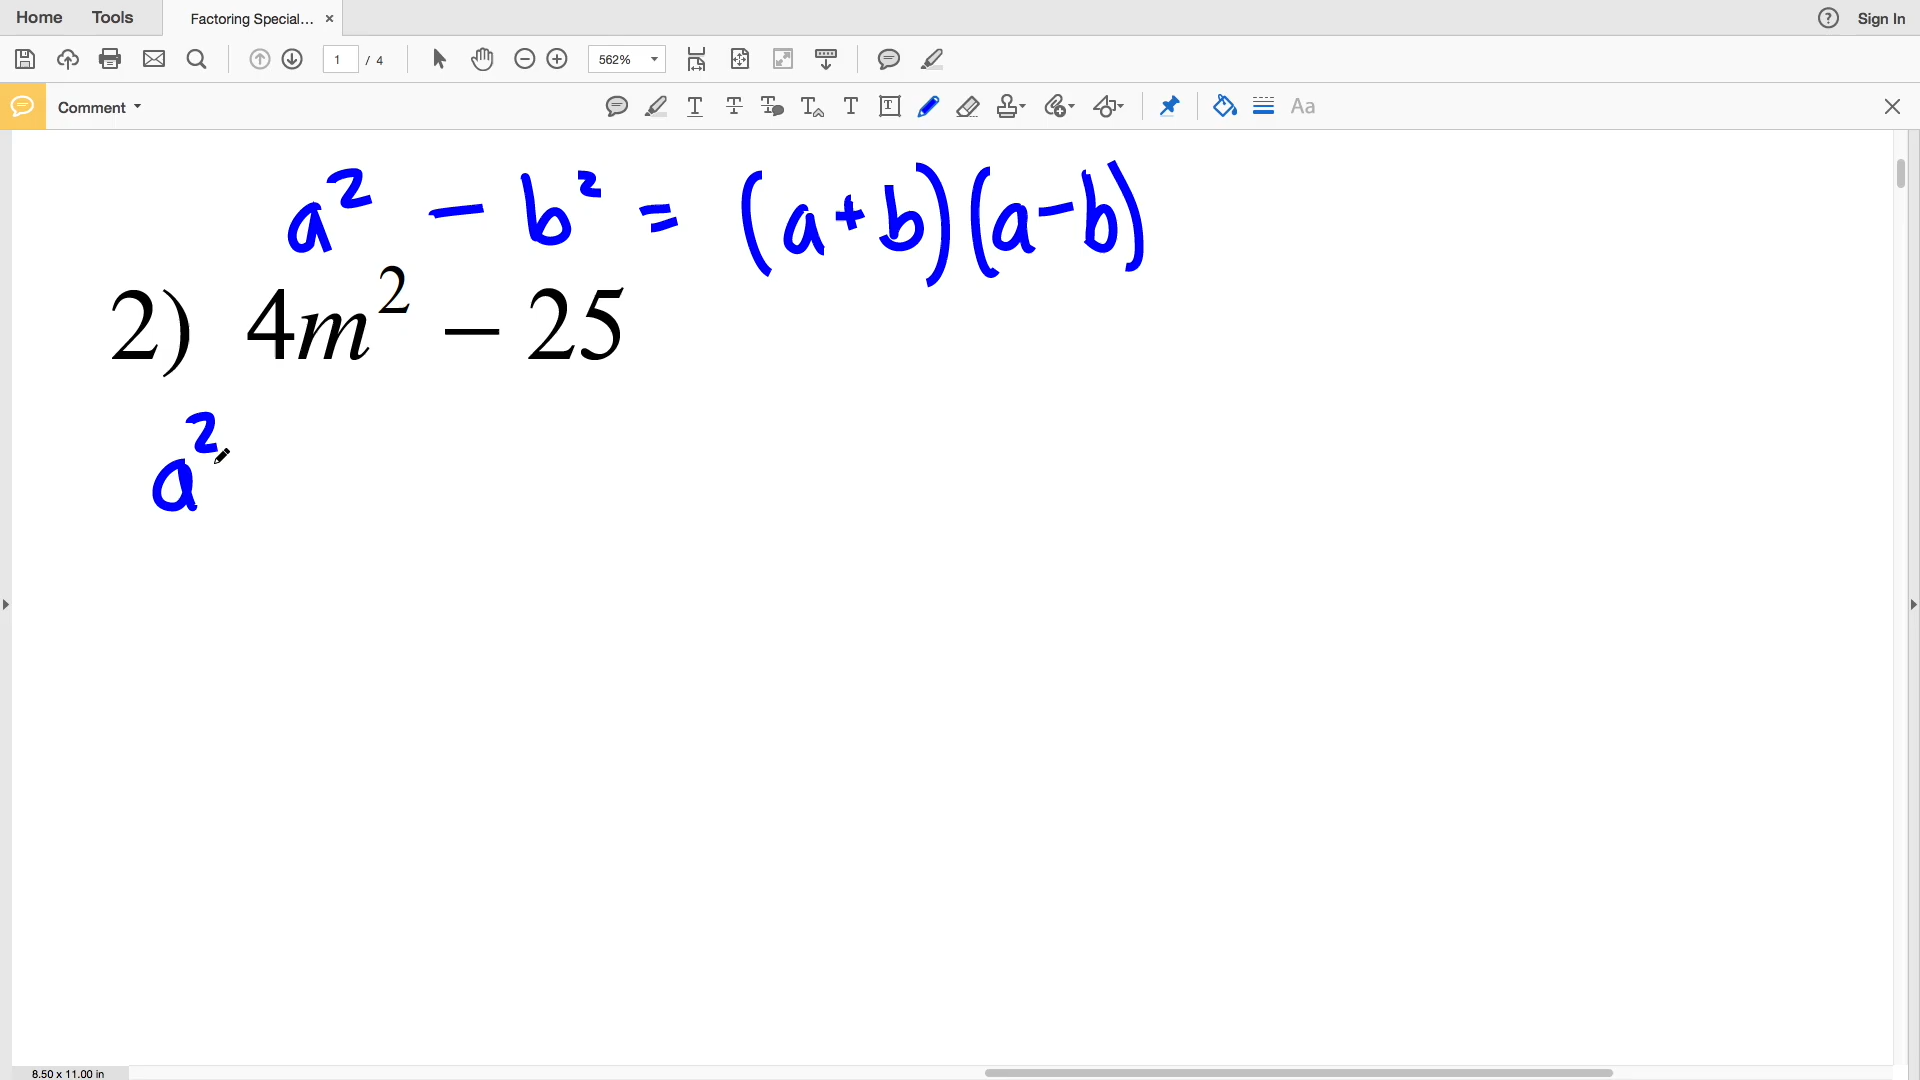 Home Tools Factoring Special... × ? Sign In
1 / 4 562%
Comment T T T T T T Aa
a² − b² = (a+b)(a−b)
2) 4m² − 25
a²
8.50 x 11.00 in